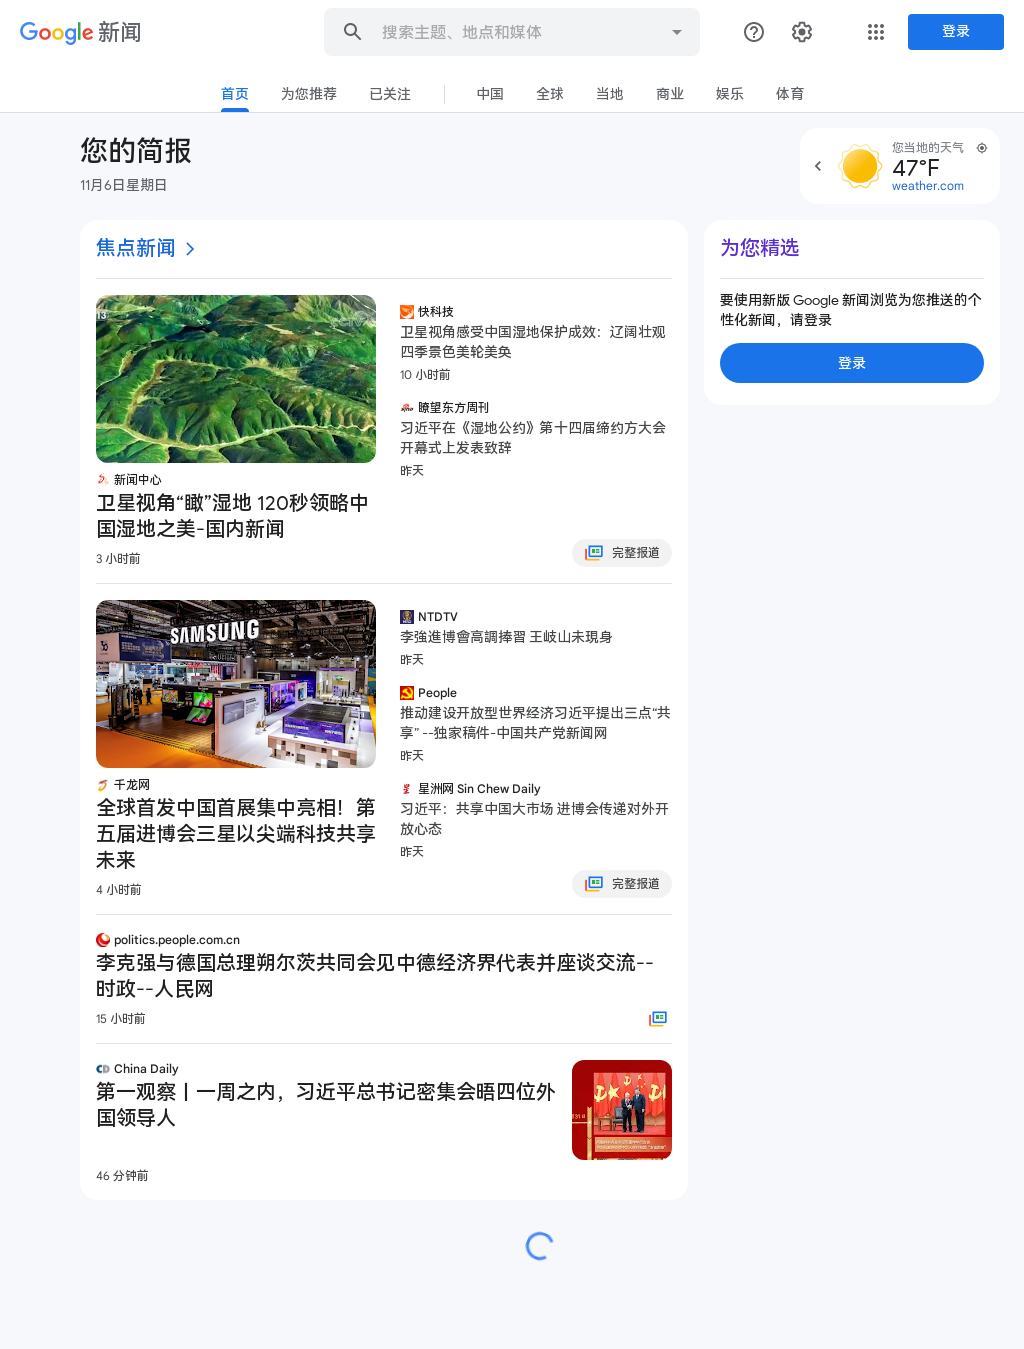 Google 新闻
搜索主题、地点和媒体
登录
首页
为您推荐
已关注
中国
全球
当地
商业
娱乐
体育
您的简报
11月6日星期日
您当地的天气
47°F
weather.com
焦点新闻
新闻中心
卫星视角“瞰”湿地 120秒领略中
国湿地之美-国内新闻
3 小时前
快科技
卫星视角感受中国湿地保护成效：辽阔壮观
四季景色美轮美奂
10 小时前
瞭望东方周刊
习近平在《湿地公约》第十四届缔约方大会
开幕式上发表致辞
昨天
完整报道
SAMSUNG
千龙网
全球首发中国首展集中亮相！第
五届进博会三星以尖端科技共享
未来
4 小时前
NTDTV
李強進博會高調捧習 王岐山未現身
昨天
People
推动建设开放型世界经济习近平提出三点“共
享” --独家稿件-中国共产党新闻网
昨天
星洲网 Sin Chew Daily
习近平：共享中国大市场 进博会传递对外开
放心态
昨天
完整报道
politics.people.com.cn
李克强与德国总理朔尔茨共同会见中德经济界代表并座谈交流--
时政--人民网
15 小时前
China Daily
第一观察丨一周之内，习近平总书记密集会晤四位外
国领导人
46 分钟前
为您精选
要使用新版 Google 新闻浏览为您推送的个
性化新闻，请登录
登录